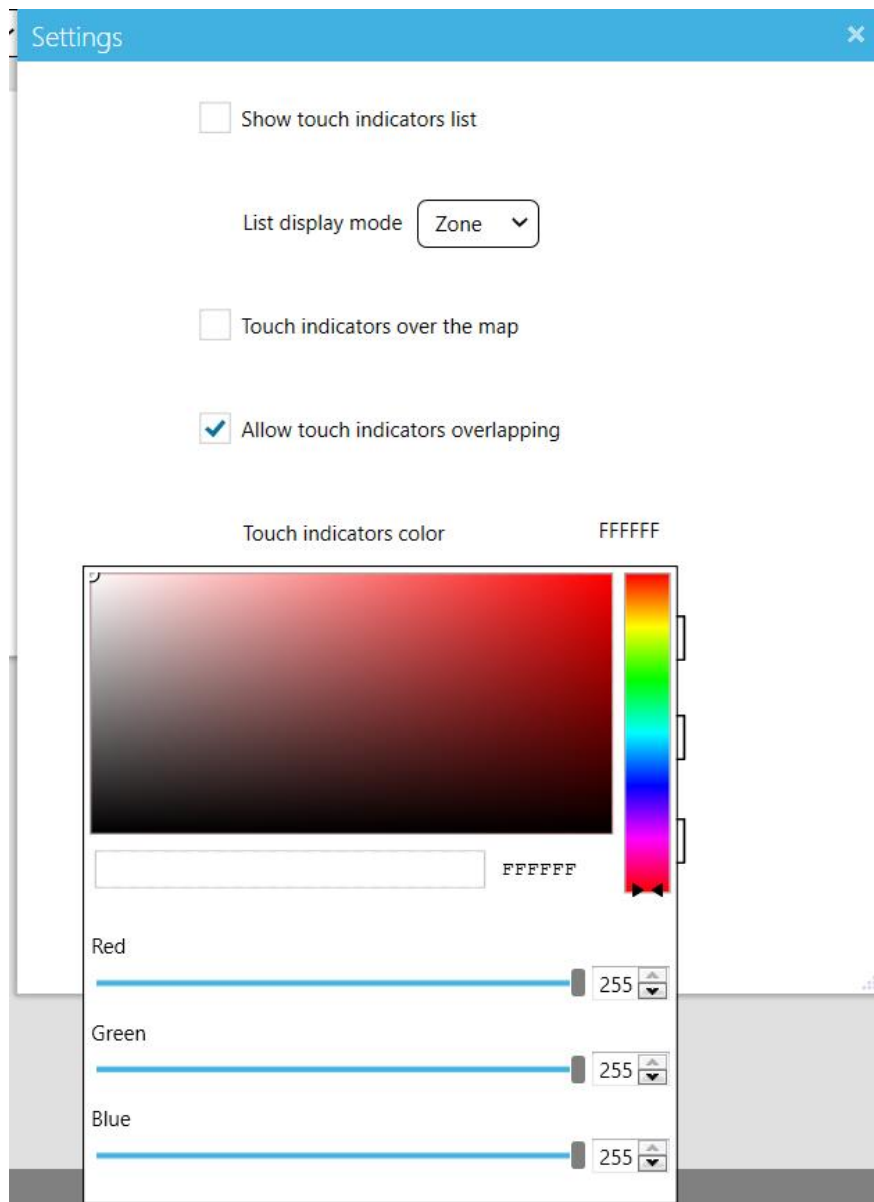 Settings
Show touch indicators list
List display mode Zone
Touch indicators over the map
Allow touch indicators overlapping
Touch indicators color FFFFFF
FFFFFF
Red
255
Green
255
Blue
255